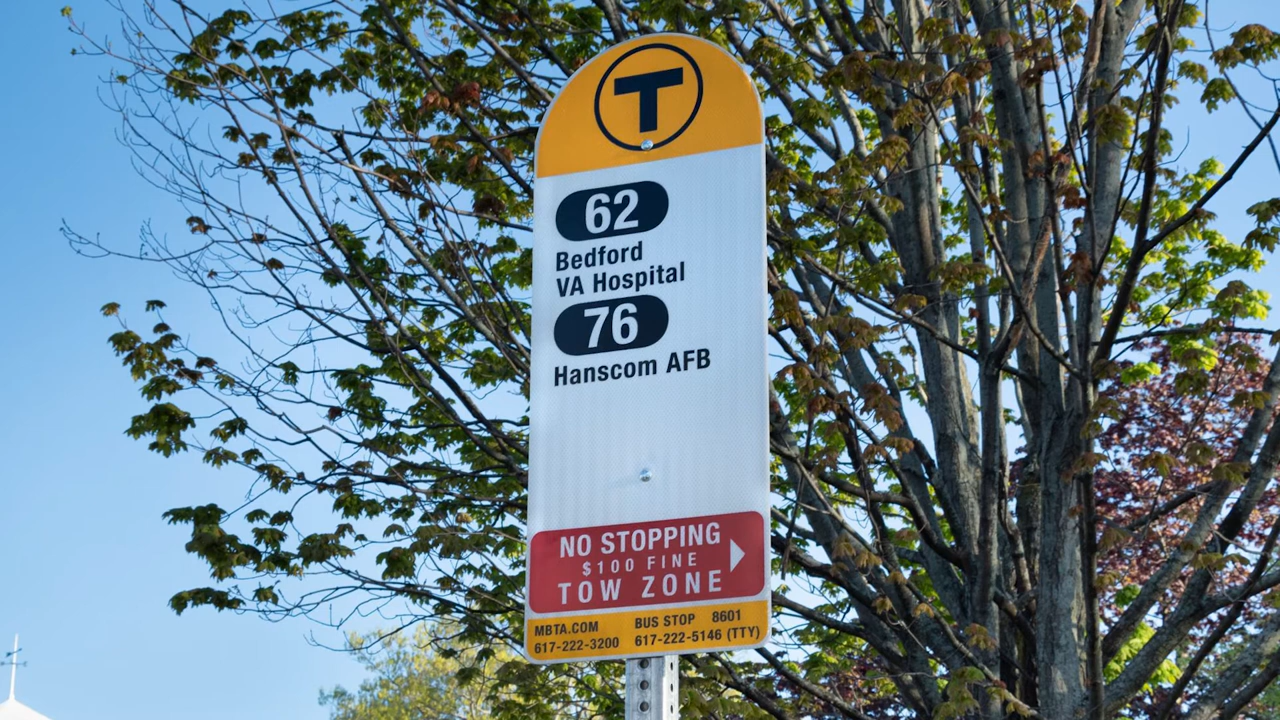 T
62
Bedford
VA Hospital
76
Hanscom AFB
NO STOPPING
$100 FINE
TOW ZONE
MBTA.COM BUS STOP 8601
617-222-3200 617-222-5146 (TTY)